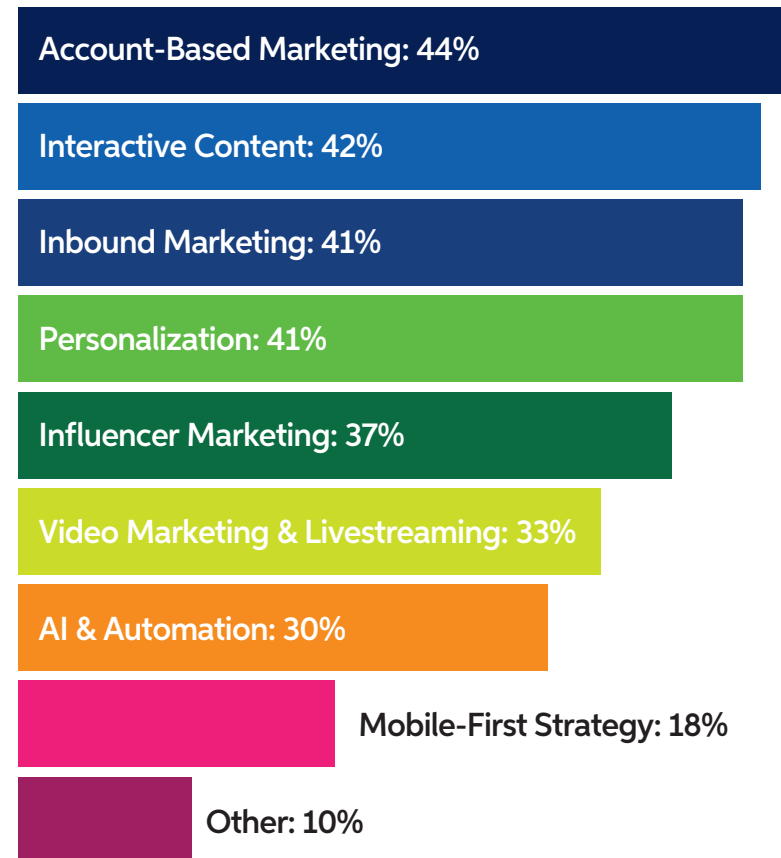 Account-Based Marketing: 44%
Interactive Content: 42%
Inbound Marketing: 41%
Personalization: 41%
Influencer Marketing: 37%
Video Marketing & Livestreaming: 33%
AI & Automation: 30%
Mobile-First Strategy: 18%
Other: 10%